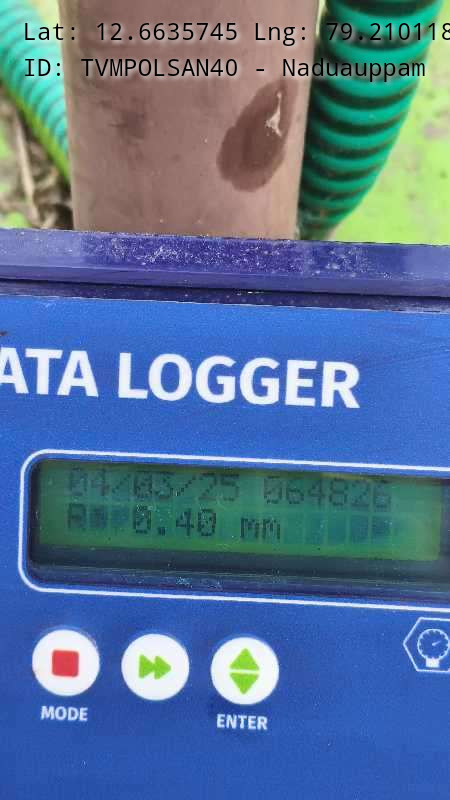 Lat: 12.6635745 Lng: 79.210118
ID: TVMPOLSAN40 - Naduauppam
ATA LOGGER
04/03/25 064826
0.40 mm
MODE
ENTER